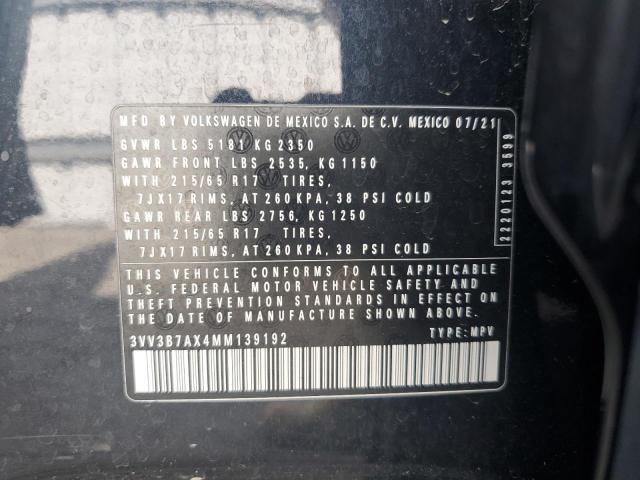 MFD BY VOLKSWAGEN DE MEXICO S.A. DE C.V. MEXICO 07/21
GVWR LBS 5181 KG 2350
GAWR FRONT LBS 2535, KG 1150
WITH 215/65 R17 TIRES,
7JX17 RIMS, AT 260 KPA, 38 PSI COLD
GAWR REAR LBS 2756, KG 1250
WITH 215/65 R17 TIRES,
7JX17 RIMS, AT 260 KPA, 38 PSI COLD
2220123 3599
THIS VEHICLE CONFORMS TO ALL APPLICABLE
U.S. FEDERAL MOTOR VEHICLE SAFETY AND
THEFT PREVENTION STANDARDS IN EFFECT ON
THE DATE OF MANUFACTURE SHOWN ABOVE.
3VV3B7AX4MM139192 TYPE: MPV